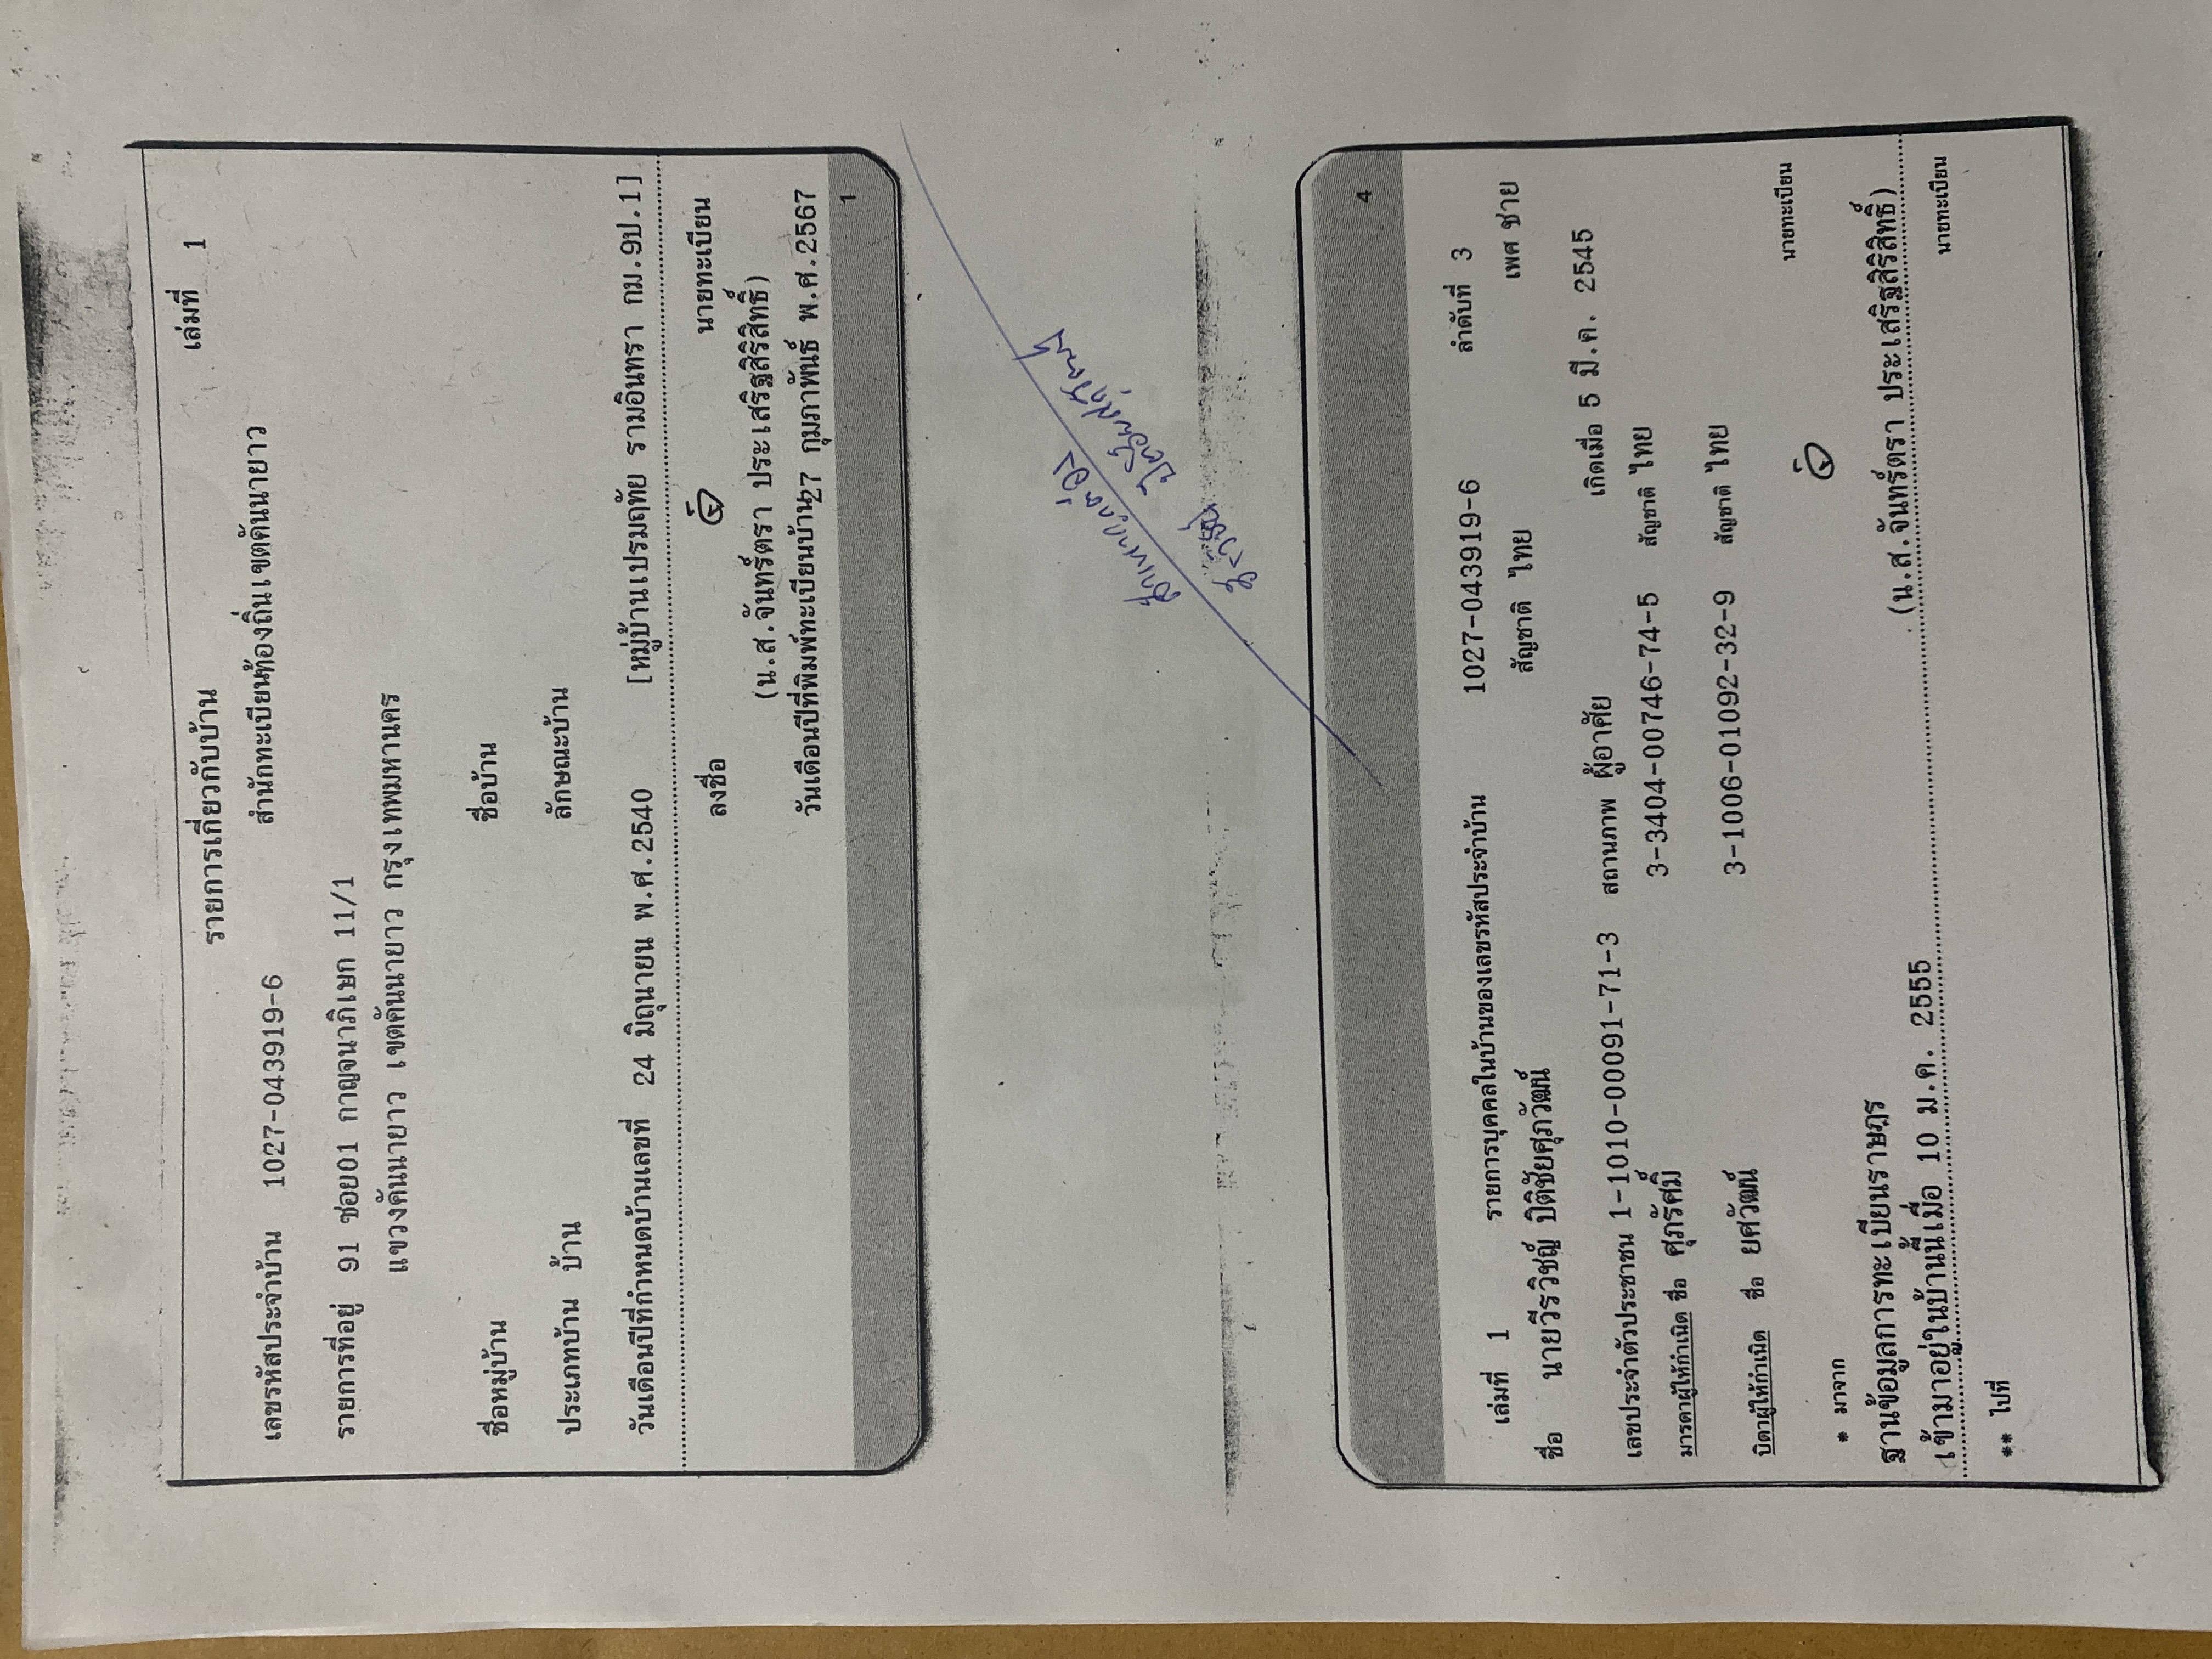 เล่มที่ 1
รายการเกี่ยวกับบ้าน
เลขรหัสประจำบ้าน 1027-043919-6 สำนักทะเบียนท้องถิ่นเขตคันนายาว
รายการที่อยู่ 91 ซอย01 กาญจนาภิเษก 11/1
แขวงคันนายาว เขตคันนายาว กรุงเทพมหานคร
ชื่อหมู่บ้าน ชื่อบ้าน
ประเภทบ้าน บ้าน ลักษณะบ้าน
วันเดือนปีที่กำหนดบ้านเลขที่ 24 มิถุนายน พ.ศ.2540 [หมู่บ้านเปรมฤทัย รามอินทรา กม.9ป.1]
ลงชื่อ นายทะเบียน
(น.ส.จันทร์ตรา ประเสริฐสิริสิทธิ์)
วันเดือนปีที่พิมพ์ทะเบียนบ้าน27 กุมภาพันธ์ พ.ศ.2567
1
สำเนาถูกต้อง
วีรวิชญ์ ปิติชัยศุภวัฒน์
4
เล่มที่ 1 รายการบุคคลในบ้านของเลขรหัสประจำบ้าน 1027-043919-6 ลำดับที่ 3
ชื่อ นายวีรวิชญ์ ปิติชัยศุภวัฒน์ สัญชาติ ไทย เพศ ชาย
เลขประจำตัวประชาชน 1-1010-00091-71-3 สถานภาพ ผู้อาศัย เกิดเมื่อ 5 มี.ค. 2545
มารดาผู้ให้กำเนิด ชื่อ ศุภรัศมิ์ 3-3404-00746-74-5 สัญชาติ ไทย
บิดาผู้ให้กำเนิด ชื่อ ยศวัฒน์ 3-1006-01092-32-9 สัญชาติ ไทย
นายทะเบียน
* มาจาก
ฐานข้อมูลการทะเบียนราษฎร
(น.ส.จันทร์ตรา ประเสริฐสิริสิทธิ์)
เข้ามาอยู่ในบ้านนี้เมื่อ 10 ม.ค. 2555
นายทะเบียน
** ไปที่